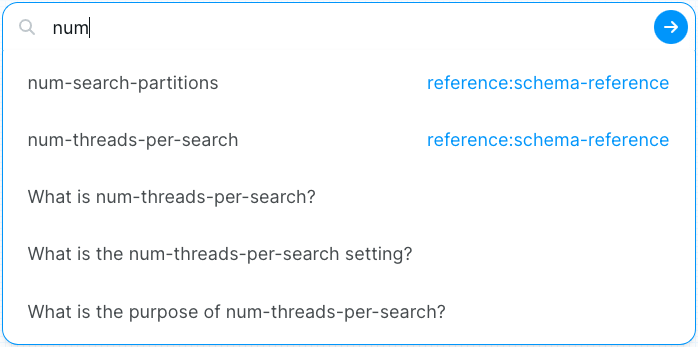 num
num-search-partitions reference:schema-reference
num-threads-per-search reference:schema-reference
What is num-threads-per-search?
What is the num-threads-per-search setting?
What is the purpose of num-threads-per-search?